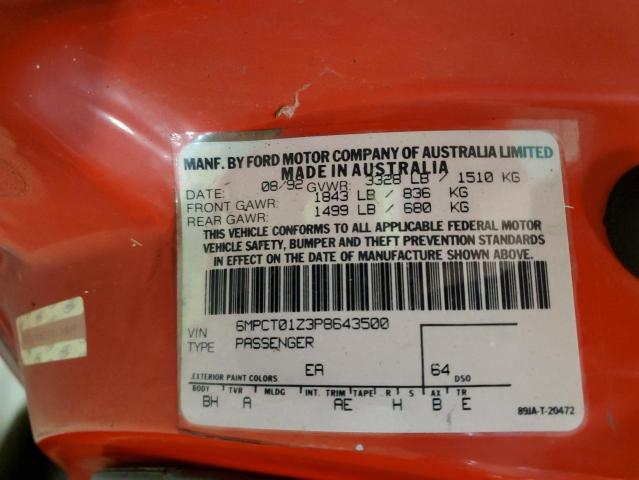 MANF. BY FORD MOTOR COMPANY OF AUSTRALIA LIMITED
MADE IN AUSTRALIA
DATE: 08/92 GVWR: 3328 LB / 1510 KG
FRONT GAWR: 1843 LB / 836 KG
REAR GAWR: 1499 LB / 680 KG
THIS VEHICLE CONFORMS TO ALL APPLICABLE FEDERAL MOTOR
VEHICLE SAFETY, BUMPER AND THEFT PREVENTION STANDARDS
IN EFFECT ON THE DATE OF MANUFACTURE SHOWN ABOVE.
VIN 6MPCT01Z3P8643500
TYPE PASSENGER
EXTERIOR PAINT COLORS EA 64 DSO
BODY TVR MLDG INT. TRIM TAPE R S AX TR
BH A AE H B E
89JA-T-20472